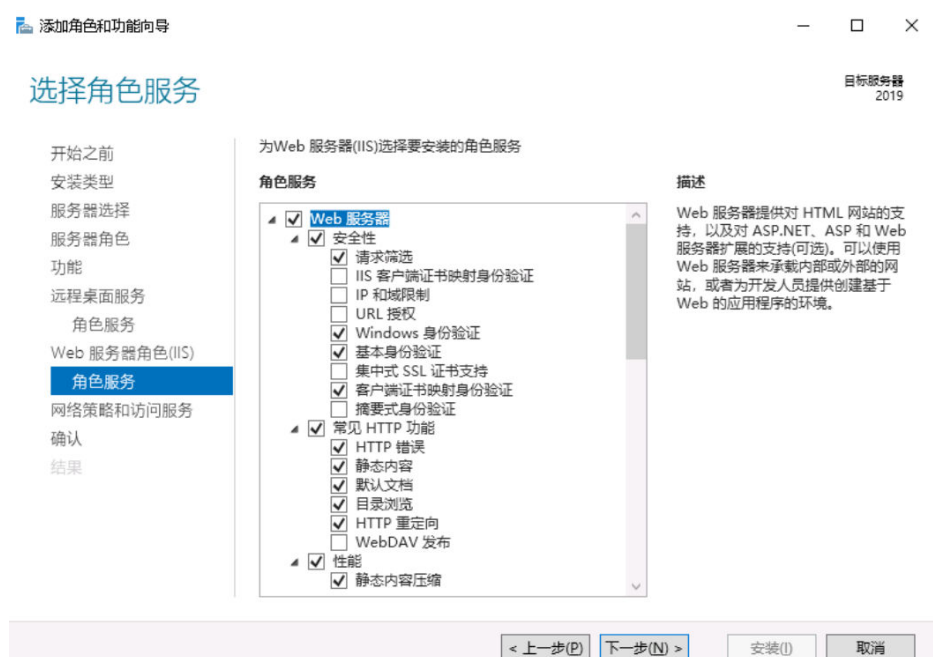 添加角色和功能向导
选择角色服务
目标服务器
2019
开始之前
安装类型
服务器选择
服务器角色
功能
远程桌面服务
角色服务
Web 服务器角色(IIS)
角色服务
网络策略和访问服务
确认
结果
为Web 服务器(IIS)选择要安装的角色服务
角色服务
Web 服务器
安全性
请求筛选
IIS 客户端证书映射身份验证
IP 和域限制
URL 授权
Windows 身份验证
基本身份验证
集中式 SSL 证书支持
客户端证书映射身份验证
摘要式身份验证
常见 HTTP 功能
HTTP 错误
静态内容
默认文档
目录浏览
HTTP 重定向
WebDAV 发布
性能
静态内容压缩
描述
Web 服务器提供对 HTML 网站的支
持，以及对 ASP.NET、ASP 和 Web
服务器扩展的支持(可选)。可以使用
Web 服务器来承载内部或外部的网
站，或者为开发人员提供创建基于
Web 的应用程序的环境。
< 上一步(P)
下一步(N) >
安装(I)
取消